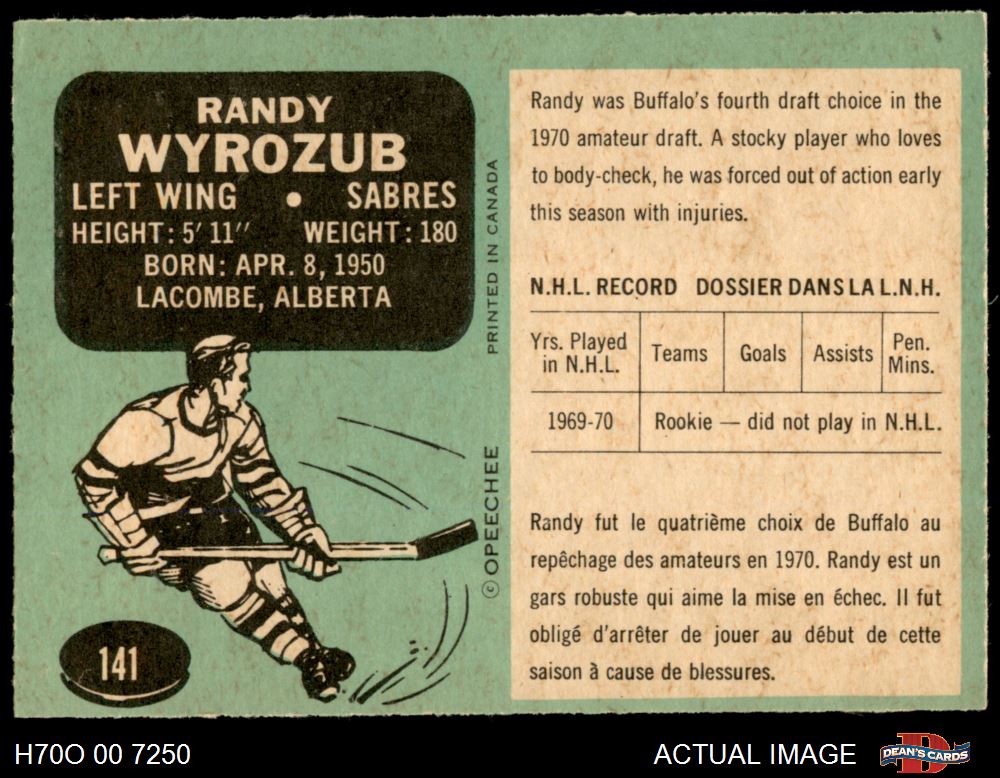 RANDY
WYROZUB
LEFT WING • SABRES
HEIGHT: 5' 11" WEIGHT: 180
BORN: APR. 8, 1950
LACOMBE, ALBERTA
141
PRINTED IN CANADA
© OPEECHEE
Randy was Buffalo's fourth draft choice in the
1970 amateur draft. A stocky player who loves
to body-check, he was forced out of action early
this season with injuries.
N.H.L. RECORD DOSSIER DANS LA L.N.H.
Yrs. Played
in N.H.L.
Teams
Goals
Assists
Pen.
Mins.
1969-70 Rookie — did not play in N.H.L.
Randy fut le quatrième choix de Buffalo au
repêchage des amateurs en 1970. Randy est un
gars robuste qui aime la mise en échec. Il fut
obligé d'arrêter de jouer au début de cette
saison à cause de blessures.
H70O 00 7250
ACTUAL IMAGE
DEAN'S CARDS